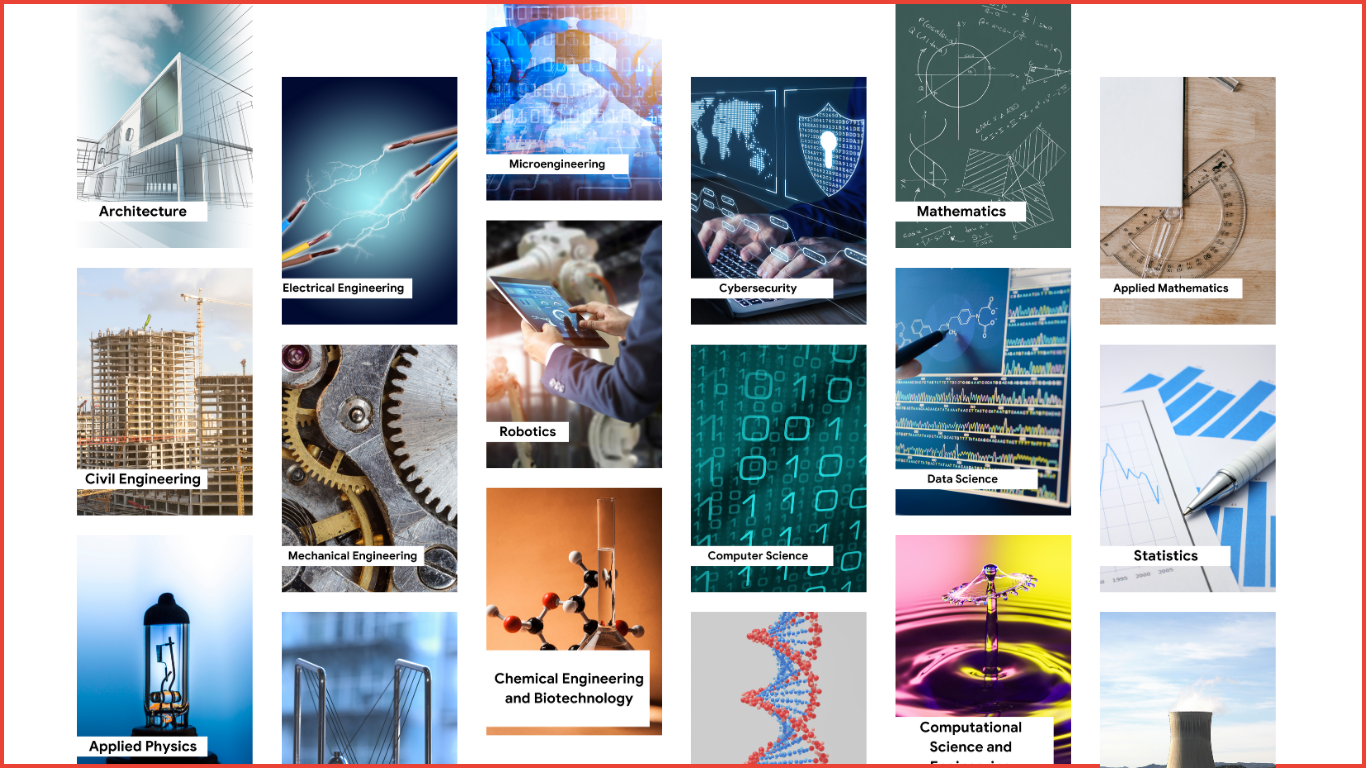 Architecture
Electrical Engineering
Microengineering
Cybersecurity
Mathematics
Applied Mathematics
Civil Engineering
Mechanical Engineering
Robotics
Computer Science
Data Science
Statistics
Applied Physics
Chemical Engineering
and Biotechnology
Computational
Science and